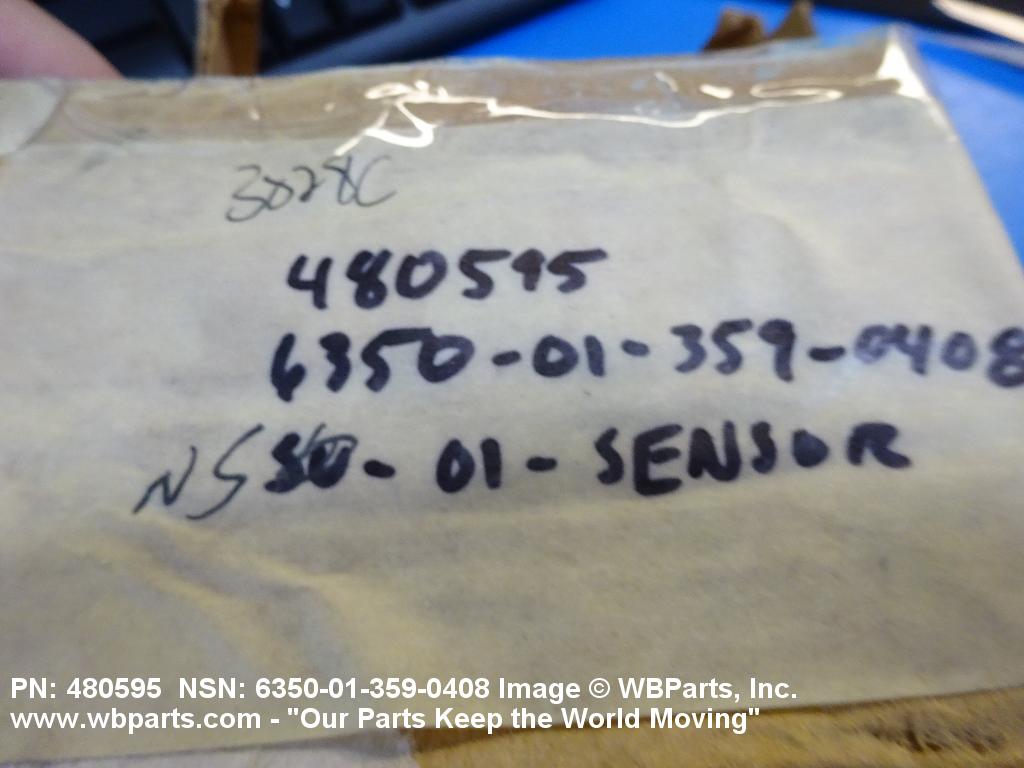 3028C
480595
6350-01-359-0408
NS - 01 - SENSOR
PN: 480595 NSN: 6350-01-359-0408 Image © WBParts, Inc.
www.wbparts.com - "Our Parts Keep the World Moving"